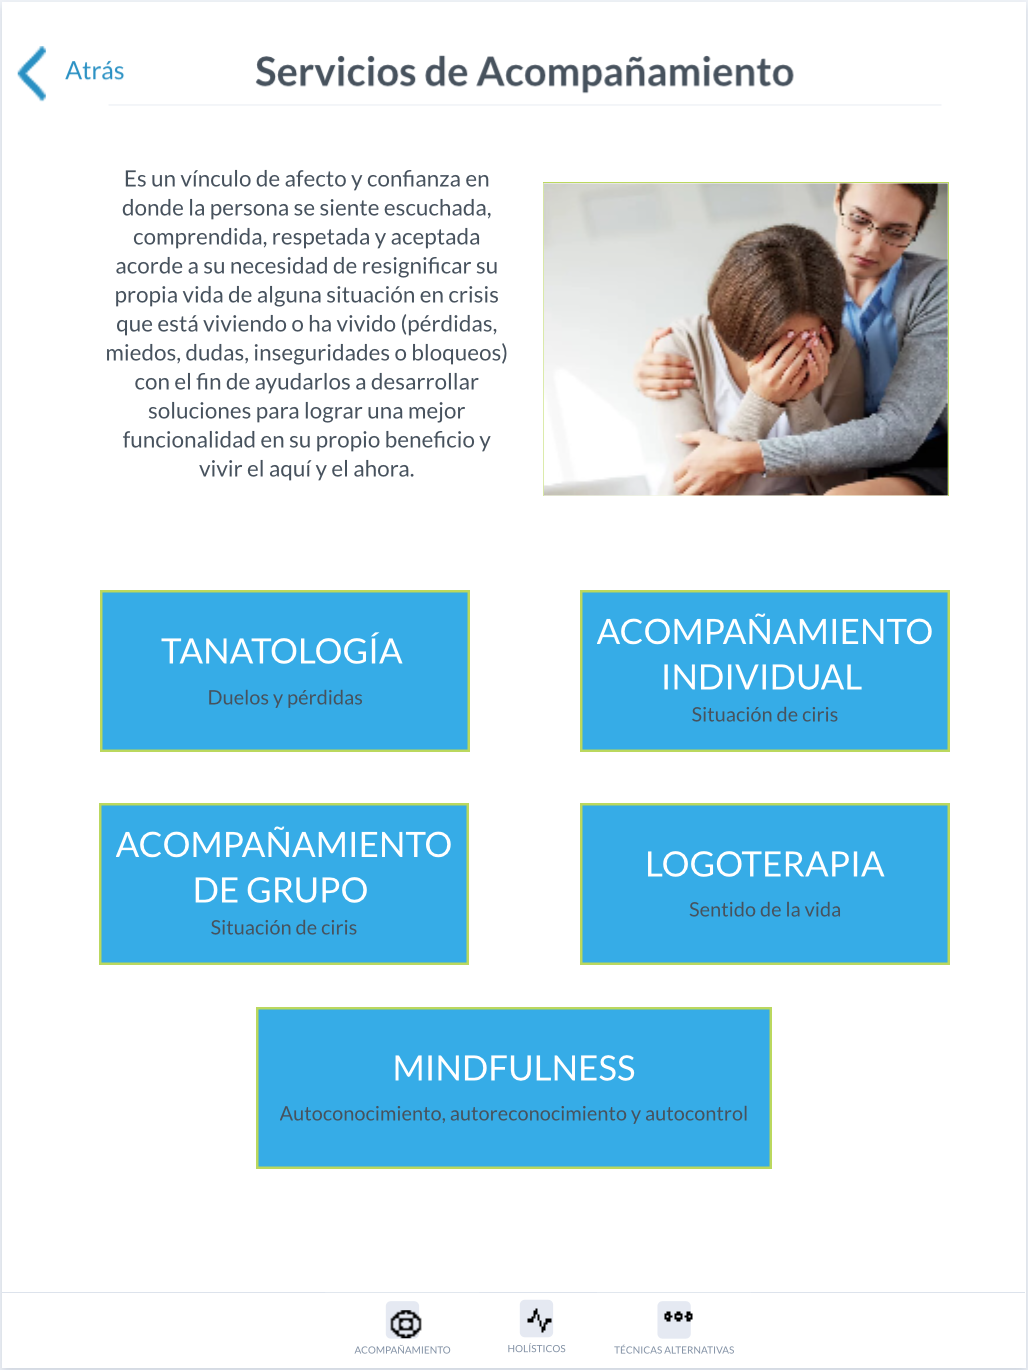 Atrás
Servicios de Acompañamiento
Es un vínculo de afecto y confianza en
donde la persona se siente escuchada,
comprendida, respetada y aceptada
acorde a su necesidad de resignificar su
propia vida de alguna situación en crisis
que está viviendo o ha vivido (pérdidas,
miedos, dudas, inseguridades o bloqueos)
con el fin de ayudarlos a desarrollar
soluciones para lograr una mejor
funcionalidad en su propio beneficio y
vivir el aquí y el ahora.
TANATOLOGÍA
Duelos y pérdidas
ACOMPAÑAMIENTO
INDIVIDUAL
Situación de ciris
ACOMPAÑAMIENTO
DE GRUPO
Situación de ciris
LOGOTERAPIA
Sentido de la vida
MINDFULNESS
Autoconocimiento, autoreconocimiento y autocontrol
ACOMPAÑAMIENTO
HOLÍSTICOS
TÉCNICAS ALTERNATIVAS